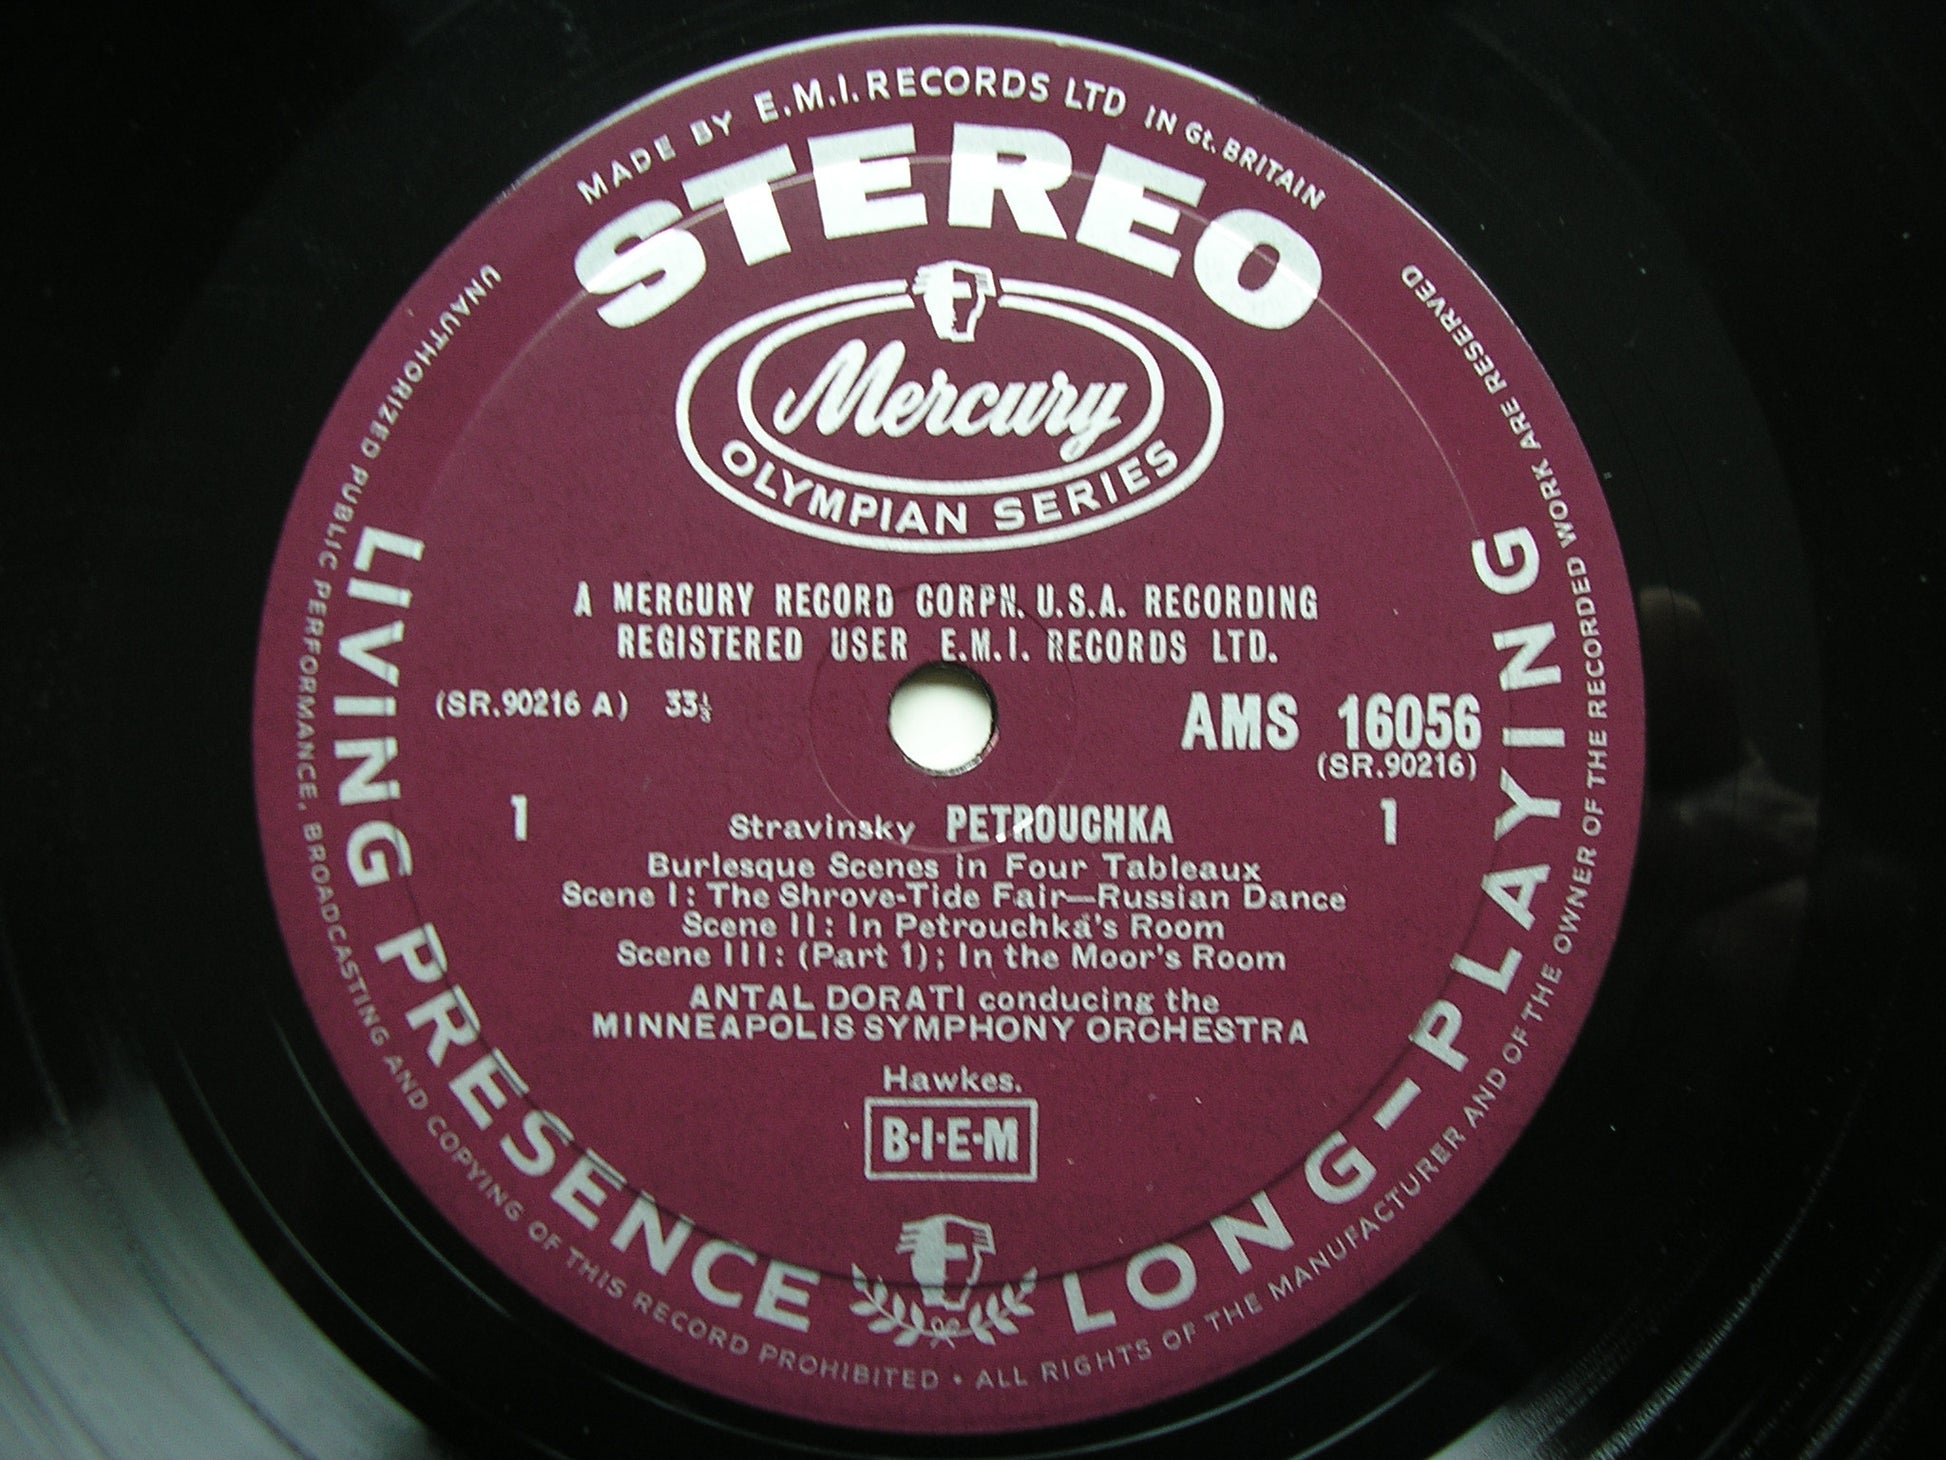 MADE BY E.M.I. RECORDS LTD IN Gt. BRITAIN
STEREO
Mercury
OLYMPIAN SERIES
A MERCURY RECORD CORPN. U.S.A. RECORDING
REGISTERED USER E.M.I. RECORDS LTD.
(SR.90216 A) 33⅓
AMS 16056
(SR.90216)
1
1
Stravinsky PETROUCHKA
Burlesque Scenes in Four Tableaux
Scene I: The Shrove-Tide Fair—Russian Dance
Scene II: In Petrouchka's Room
Scene III: (Part 1); In the Moor's Room
ANTAL DORATI conducing the
MINNEAPOLIS SYMPHONY ORCHESTRA
Hawkes.
B·I·E·M
LIVING PRESENCE
LONG-PLAYING
UNAUTHORIZED PUBLIC PERFORMANCE, BROADCASTING AND COPYING OF THIS RECORD PROHIBITED • ALL RIGHTS OF THE MANUFACTURER AND OF THE OWNER OF THE RECORDED WORK ARE RESERVED